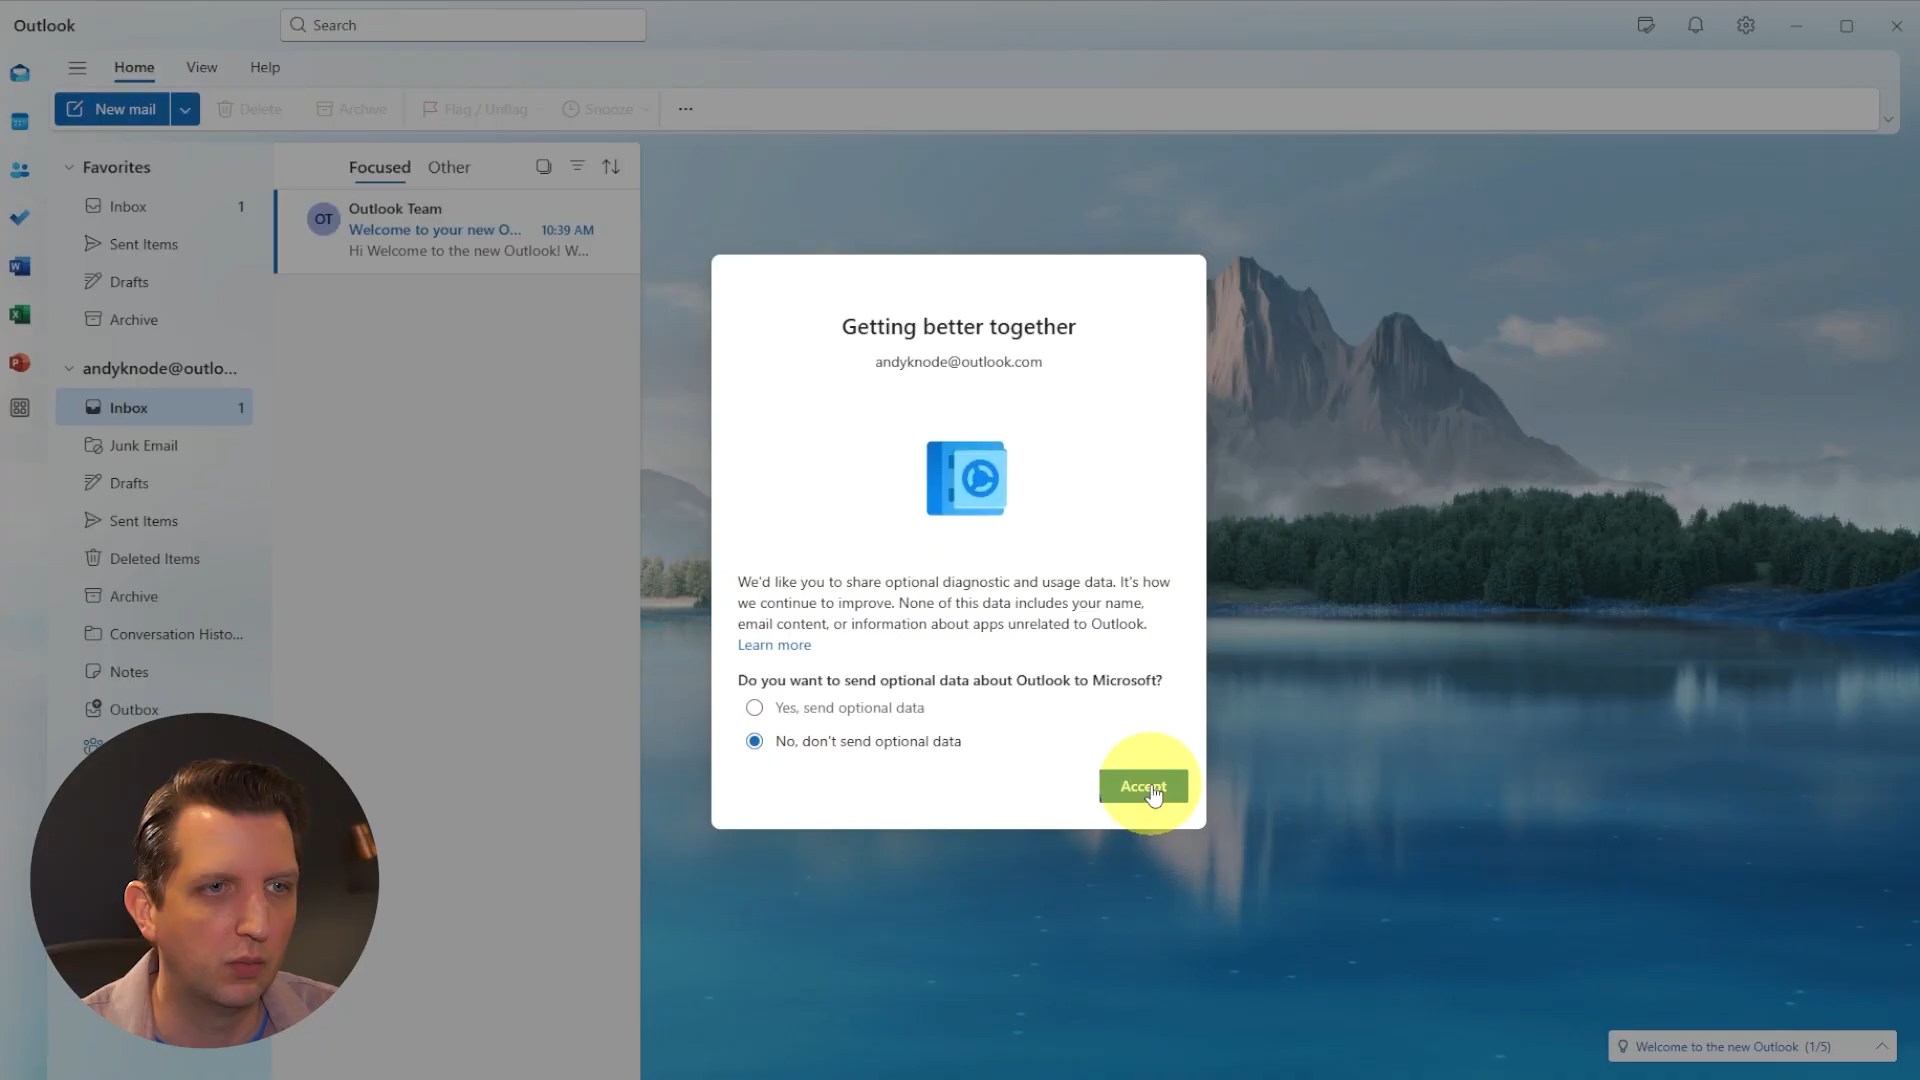 Outlook
Search
Home View Help
New mail Delete Archive Flag / Unflag Snooze
Favorites
Inbox 1
Sent Items
Drafts
Archive
andyknode@outlo...
Inbox 1
Junk Email
Drafts
Sent Items
Deleted Items
Archive
Conversation Histo...
Notes
Outbox
Focused Other
OT
Outlook Team
Welcome to your new O... 10:39 AM
Hi Welcome to the new Outlook! W...
Getting better together
andyknode@outlook.com
We'd like you to share optional diagnostic and usage data. It's how
we continue to improve. None of this data includes your name,
email content, or information about apps unrelated to Outlook.
Learn more
Do you want to send optional data about Outlook to Microsoft?
Yes, send optional data
No, don't send optional data
Accept
Welcome to the new Outlook (1/5)